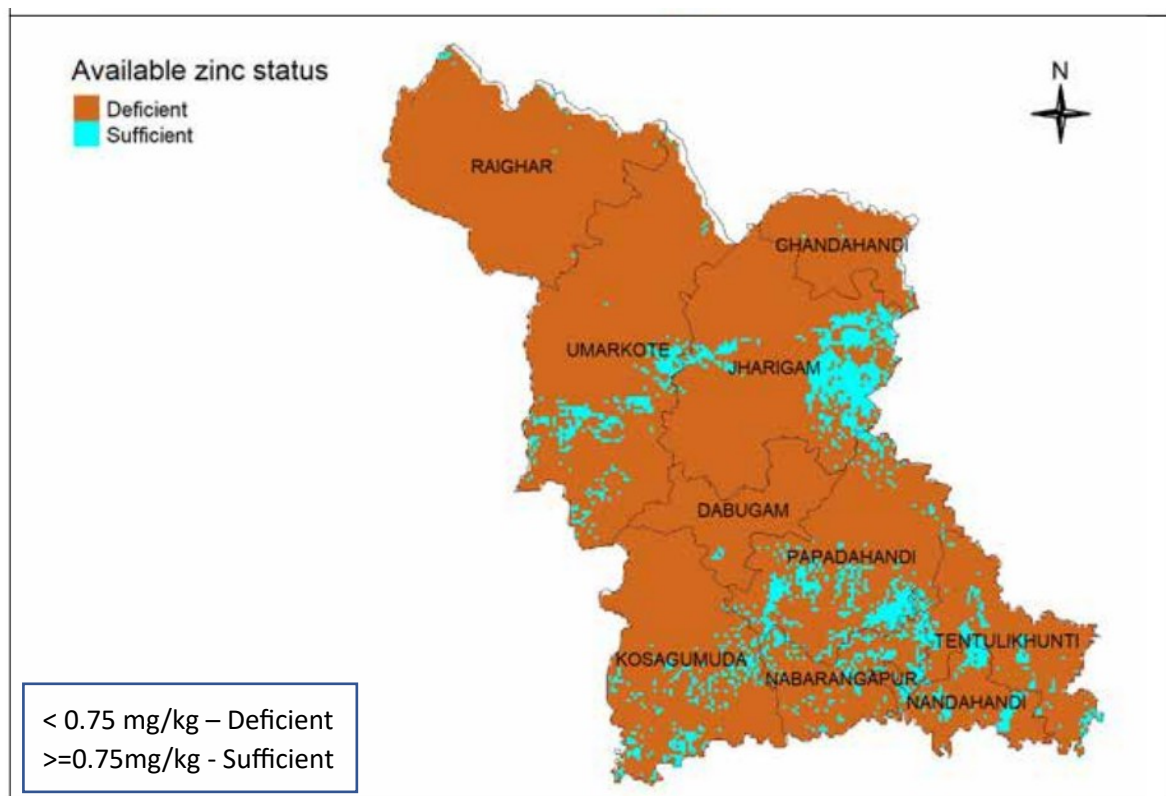 Available zinc status
Deficient
Sufficient
N
RAIGHAR
GHANDAHANDI
UMARKOTE
JHARIGAM
DABUGAM
PAPADAHANDI
TENTULIKHUNTI
KOSAGUMUDA
NABARANGAPUR
NANDAHANDI
< 0.75 mg/kg – Deficient
>=0.75mg/kg - Sufficient